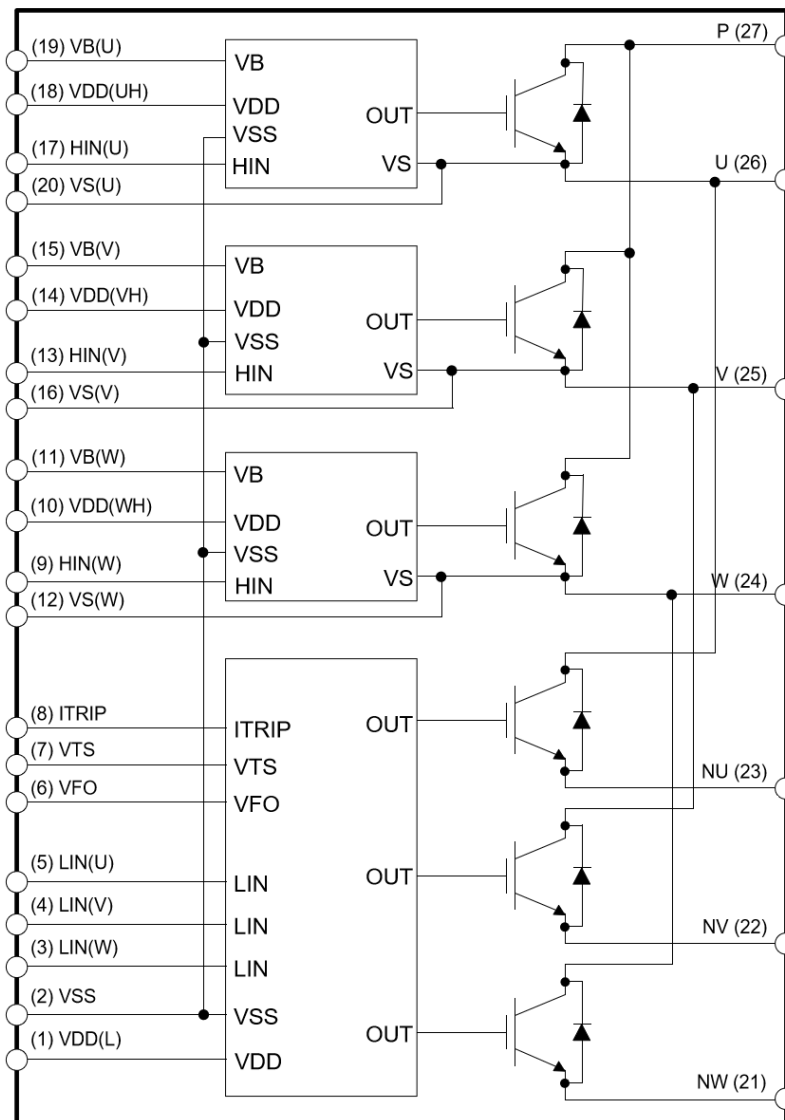 (19) VB(U)
(18) VDD(UH)
(17) HIN(U)
(20) VS(U)
VB
VDD
VSS
HIN
OUT
VS
P (27)
U (26)
(15) VB(V)
(14) VDD(VH)
(13) HIN(V)
(16) VS(V)
VB
VDD
VSS
HIN
OUT
VS
V (25)
(11) VB(W)
(10) VDD(WH)
(9) HIN(W)
(12) VS(W)
VB
VDD
VSS
HIN
OUT
VS
W (24)
(8) ITRIP
(7) VTS
(6) VFO
(5) LIN(U)
(4) LIN(V)
(3) LIN(W)
(2) VSS
(1) VDD(L)
ITRIP
VTS
VFO
LIN
LIN
LIN
VSS
VDD
OUT
OUT
OUT
NU (23)
NV (22)
NW (21)